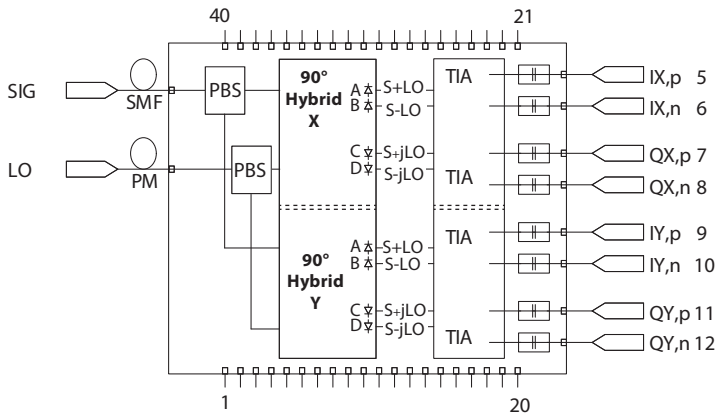 40 21
SIG SMF PBS 90° Hybrid X
A S+LO TIA IX,p 5
B S-LO IX,n 6
LO PM PBS
C S+jLO QX,p 7
D S-jLO TIA QX,n 8
90° Hybrid Y
A S+LO TIA IY,p 9
B S-LO IY,n 10
C S+jLO QY,p 11
D S-jLO TIA QY,n 12
1 20